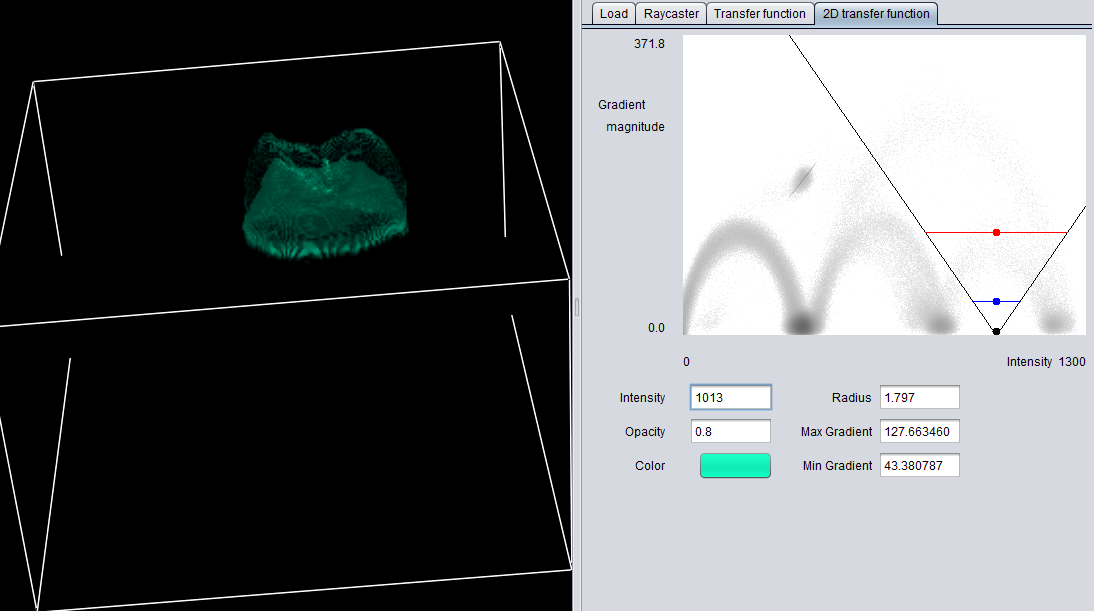 Load Raycaster Transfer function 2D transfer function
371.8
Gradient
magnitude
0.0
0 Intensity 1300
Intensity 1013 Radius 1.797
Opacity 0.8 Max Gradient 127.663460
Color Min Gradient 43.380787